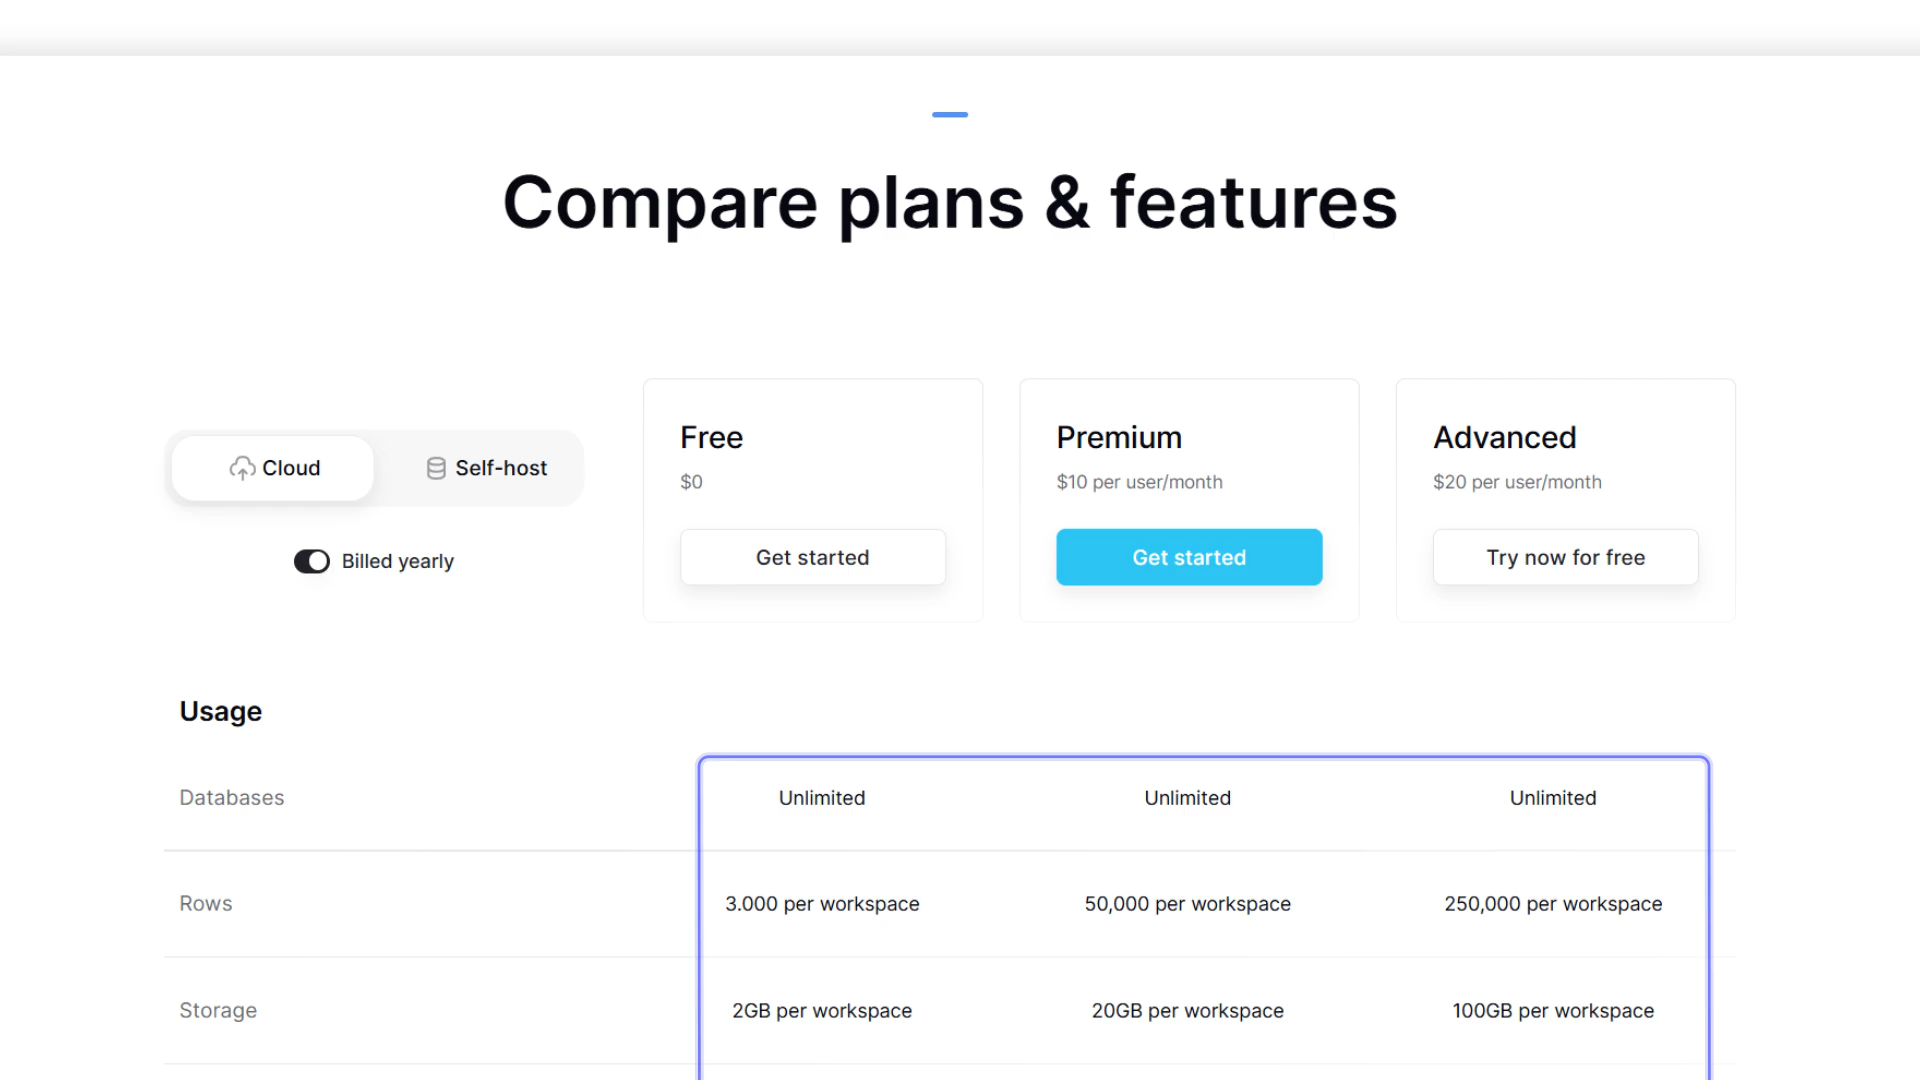 Compare plans & features
Cloud
Self-host
Billed yearly
Free
$0
Get started
Premium
$10 per user/month
Get started
Advanced
$20 per user/month
Try now for free
Usage
Databases
Unlimited
Unlimited
Unlimited
Rows
3.000 per workspace
50,000 per workspace
250,000 per workspace
Storage
2GB per workspace
20GB per workspace
100GB per workspace